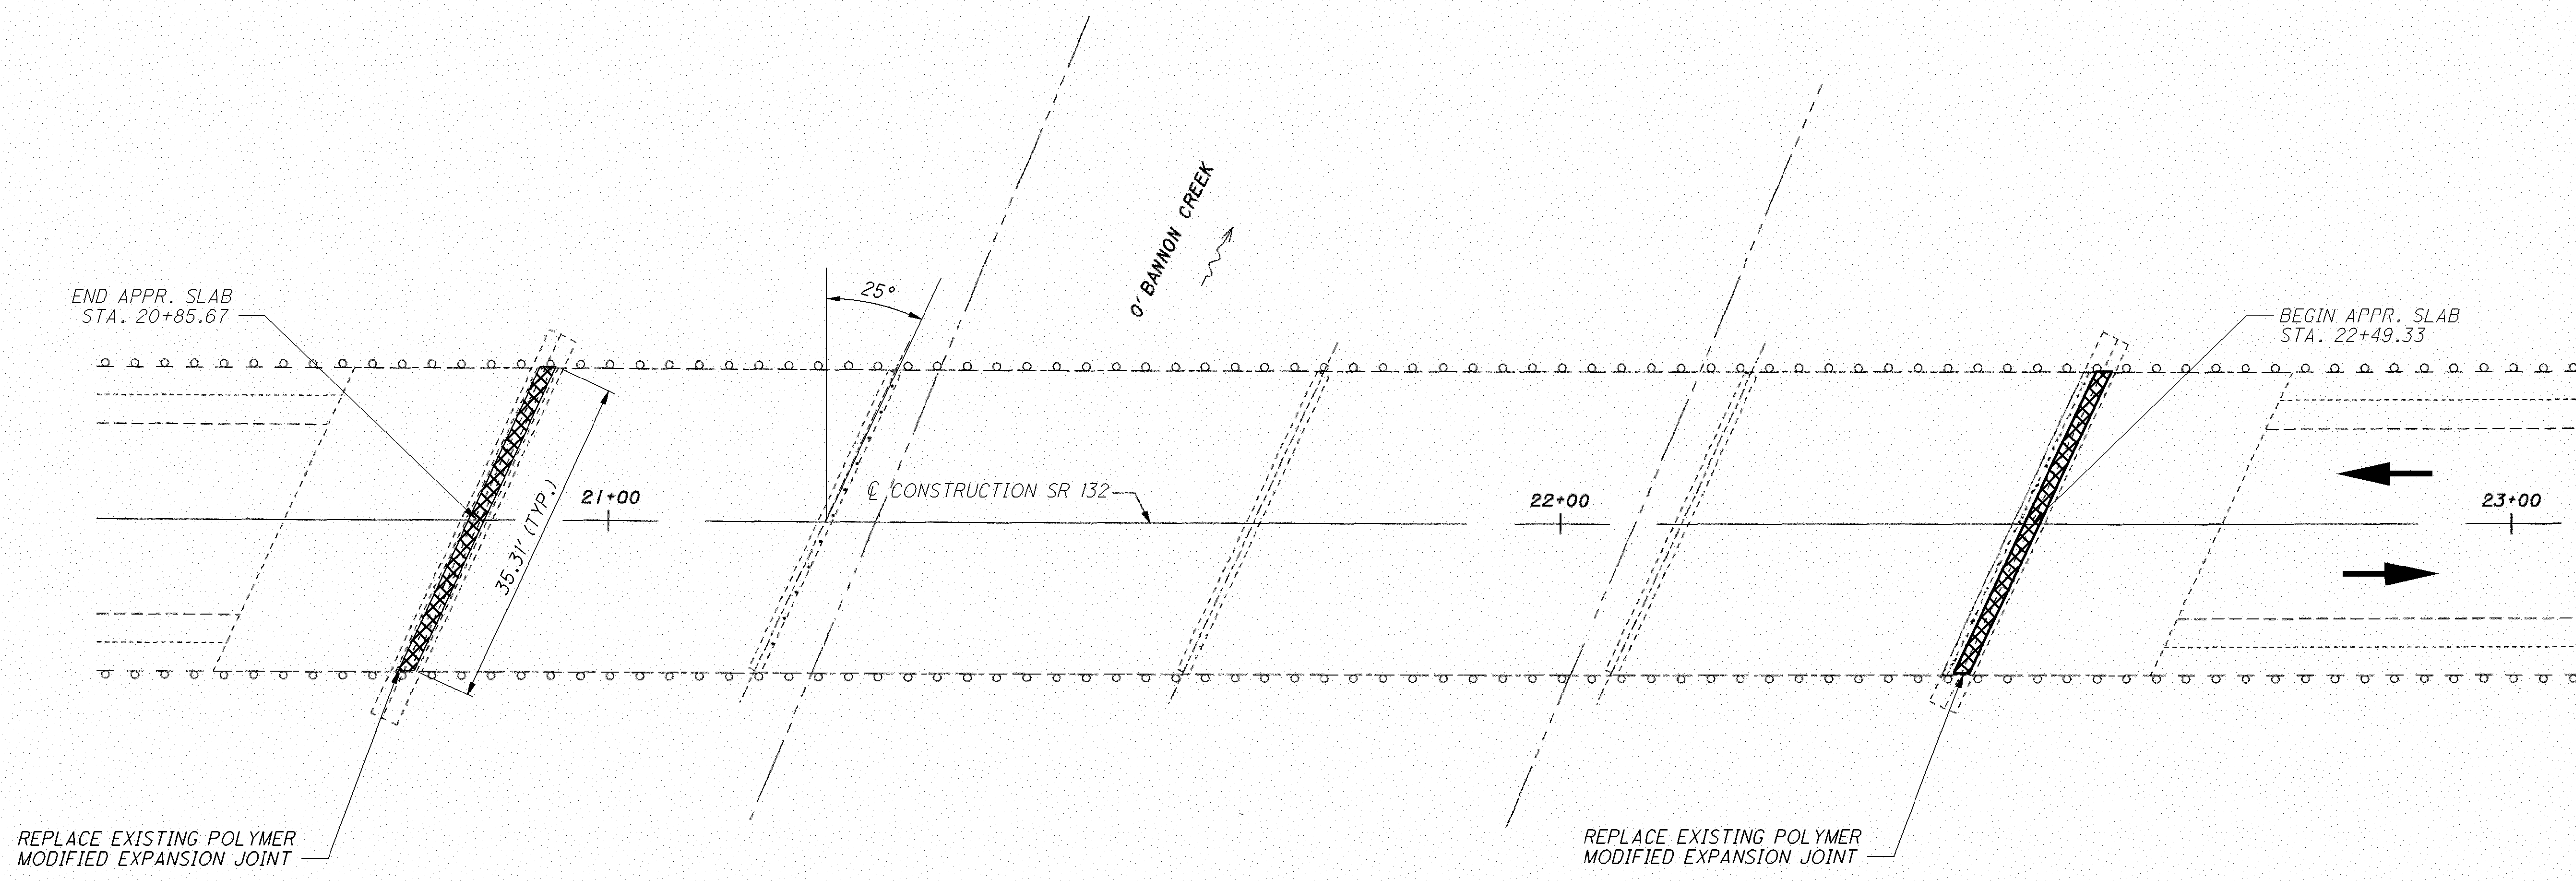 O' BANNON CREEK
25°
END APPR. SLAB
STA. 20+85.67
BEGIN APPR. SLAB
STA. 22+49.33
21+00
℄ CONSTRUCTION SR 132
22+00
23+00
35.31' (TYP.)
REPLACE EXISTING POLYMER
MODIFIED EXPANSION JOINT
REPLACE EXISTING POLYMER
MODIFIED EXPANSION JOINT